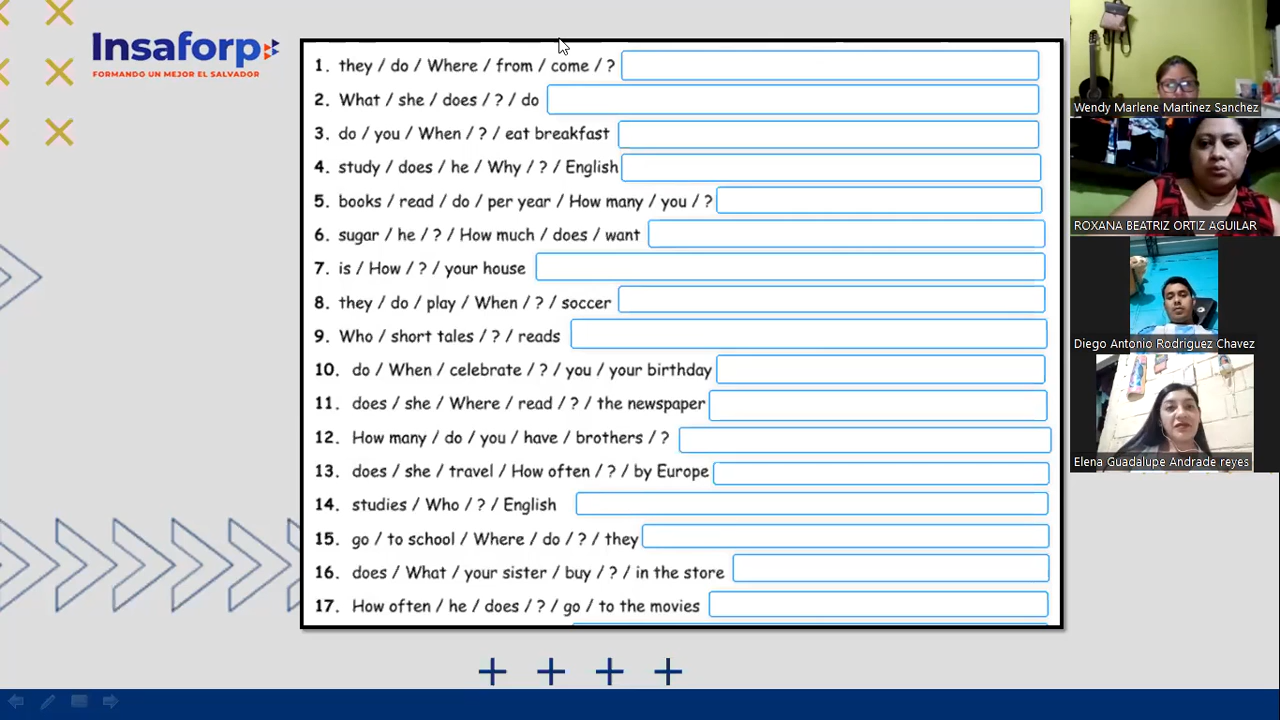 Insaforp
FORMANDO UN MEJOR EL SALVADOR
1. they / do / Where / from / come / ?
2. What / she / does / ? / do
3. do / you / When / ? / eat breakfast
4. study / does / he / Why / ? / English
5. books / read / do / per year / How many / you / ?
6. sugar / he / ? / How much / does / want
7. is / How / ? / your house
8. they / do / play / When / ? / soccer
9. Who / short tales / ? / reads
10. do / When / celebrate / ? / you / your birthday
11. does / she / Where / read / ? / the newspaper
12. How many / do / you / have / brothers / ?
13. does / she / travel / How often / ? / by Europe
14. studies / Who / ? / English
15. go / to school / Where / do / ? / they
16. does / What / your sister / buy / ? / in the store
17. How often / he / does / ? / go / to the movies
Wendy Marlene Martinez Sanchez
ROXANA BEATRIZ ORTIZ AGUILAR
Diego Antonio Rodriguez Chavez
Elena Guadalupe Andrade reyes